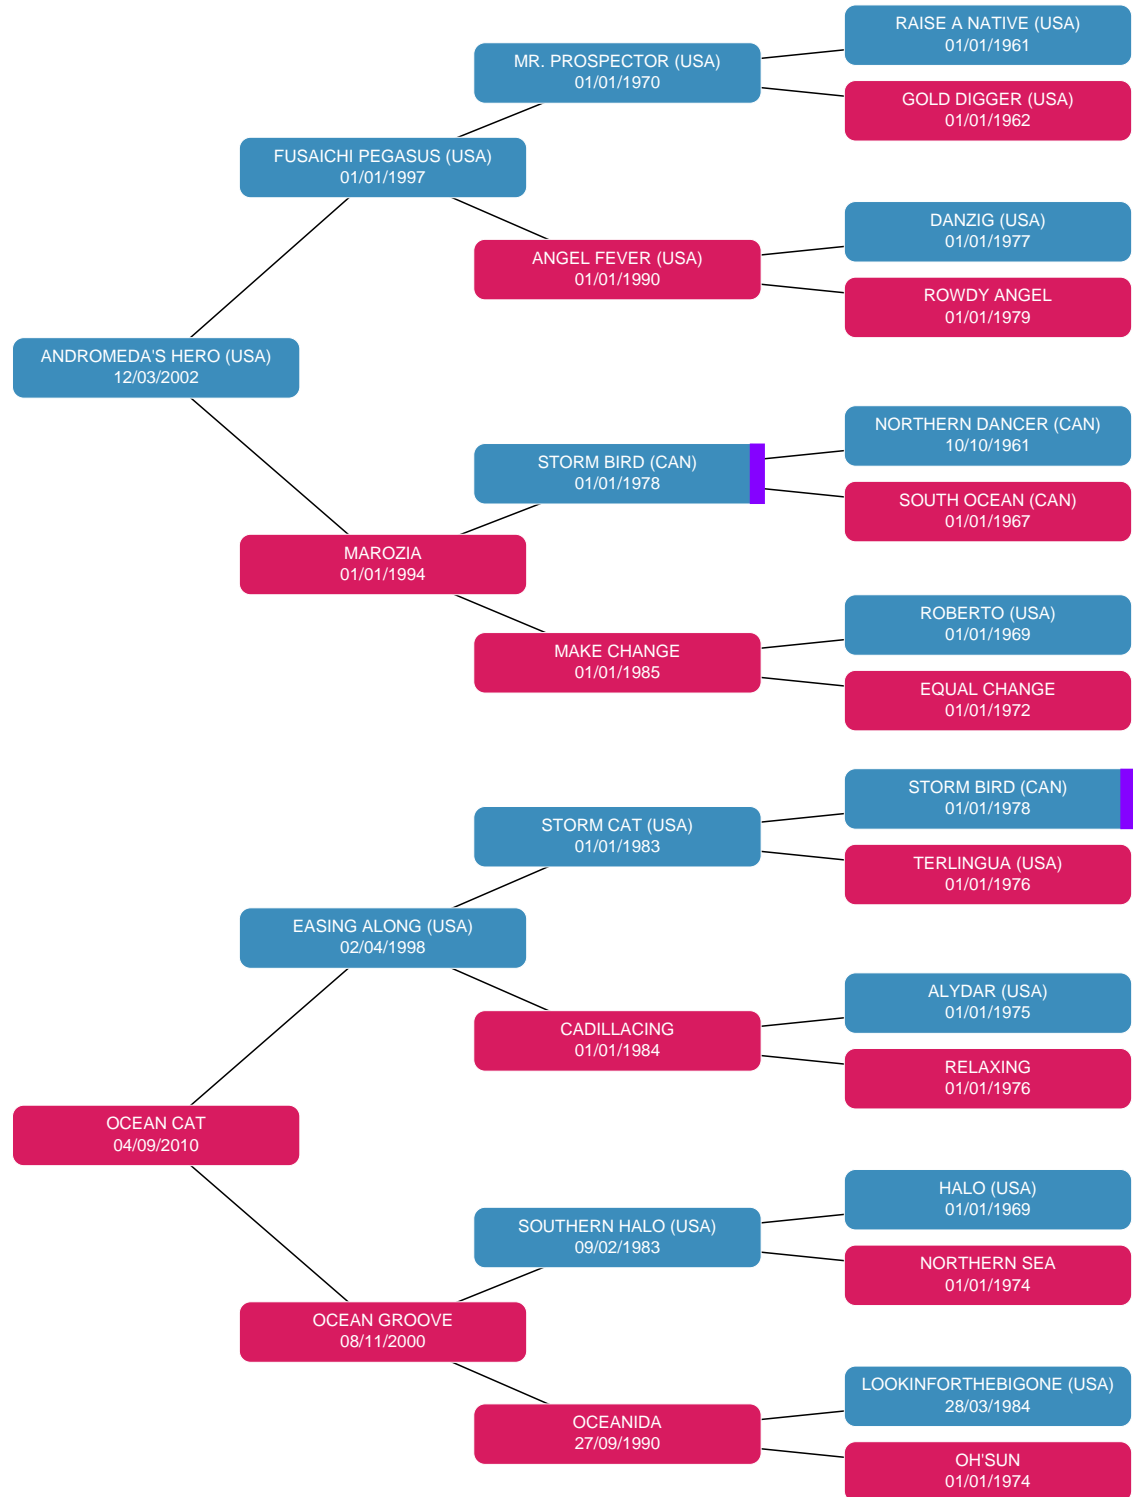 RAISE A NATIVE (USA)
01/01/1961
MR. PROSPECTOR (USA)
01/01/1970
GOLD DIGGER (USA)
01/01/1962
FUSAICHI PEGASUS (USA)
01/01/1997
DANZIG (USA)
01/01/1977
ANGEL FEVER (USA)
01/01/1990
ROWDY ANGEL
01/01/1979
ANDROMEDA'S HERO (USA)
12/03/2002
NORTHERN DANCER (CAN)
10/10/1961
STORM BIRD (CAN)
01/01/1978
SOUTH OCEAN (CAN)
01/01/1967
MAROZIA
01/01/1994
ROBERTO (USA)
01/01/1969
MAKE CHANGE
01/01/1985
EQUAL CHANGE
01/01/1972
STORM BIRD (CAN)
01/01/1978
STORM CAT (USA)
01/01/1983
TERLINGUA (USA)
01/01/1976
EASING ALONG (USA)
02/04/1998
ALYDAR (USA)
01/01/1975
CADILLACING
01/01/1984
RELAXING
01/01/1976
OCEAN CAT
04/09/2010
HALO (USA)
01/01/1969
SOUTHERN HALO (USA)
09/02/1983
NORTHERN SEA
01/01/1974
OCEAN GROOVE
08/11/2000
LOOKINFORTHEBIGONE (USA)
28/03/1984
OCEANIDA
27/09/1990
OH'SUN
01/01/1974